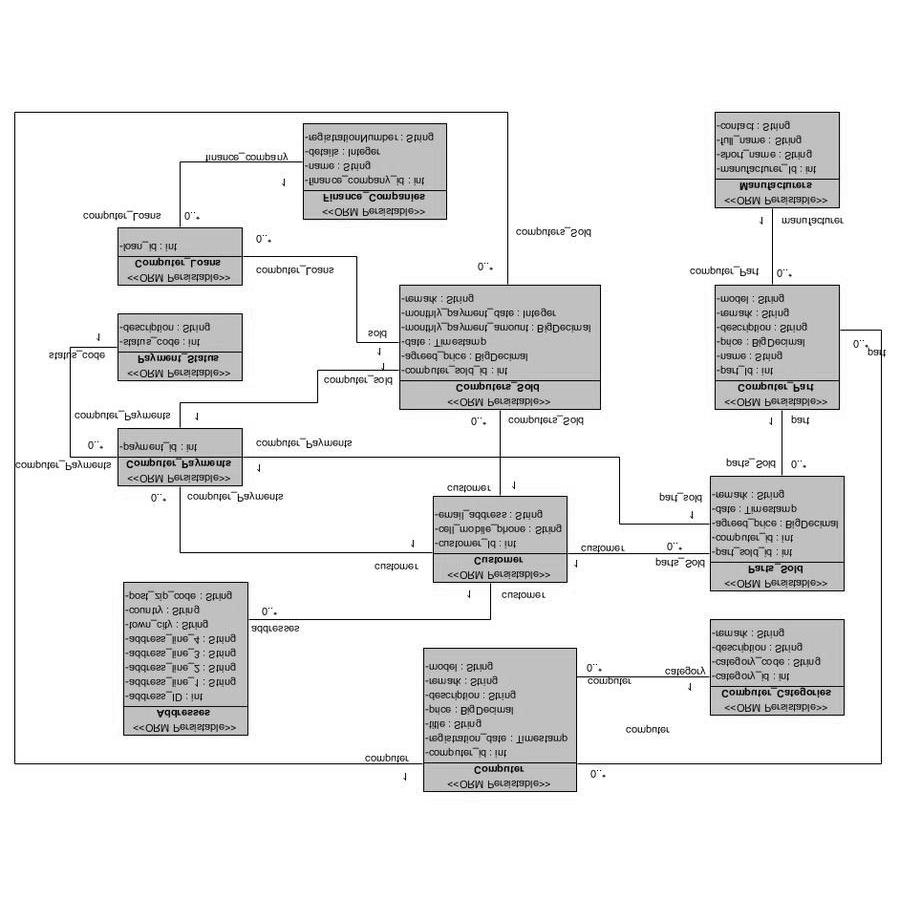 <<ORM Persistable>>
Computer
-computer_id : int
-registration_date : Timestamp
-title : String
-price : BigDecimal
-description : String
-remark : String
-model : String
1
computer
0..*
computer
0..*
computer
category
1
<<ORM Persistable>>
Computer_Categories
-category_id : int
-category_code : String
-description : String
-remark : String
<<ORM Persistable>>
Addresses
-address_ID : int
-address_line_1 : String
-address_line_2 : String
-address_line_3 : String
-address_line_4 : String
-town_city : String
-country : String
-post_zip_code : String
addresses
0..*
1
customer
<<ORM Persistable>>
Customer
-customer_id : int
-cell_mobile_phone : String
-email_address : String
customer
1
1
customer
parts_Sold
0..*
customer
1
<<ORM Persistable>>
Parts_Sold
-part_sold_id : int
-computer_id : int
-agreed_price : BigDecimal
-date : Timestamp
-remark : String
1
part_sold
parts_Sold
0..*
part
1
0..*
computer_Payments
<<ORM Persistable>>
Computer_Payments
-payment_id : int
1
computer_Payments
computer_Payments
0..*
computer_Payments
1
0..*
computers_Sold
<<ORM Persistable>>
Computers_Sold
-computer_sold_id : int
-agreed_price : BigDecimal
-date : Timestamp
-monthly_payment_amount : BigDecimal
-monthly_payment_date : Integer
-remark : String
computer_sold
1
1
sold
<<ORM Persistable>>
Payment_Status
-status_code : int
-description : String
status_code
1
<<ORM Persistable>>
Computer_Part
-part_id : int
-name : String
-price : BigDecimal
-description : String
-remark : String
-model : String
0..*
part
computer_Part
0..*
1
manufacturer
<<ORM Persistable>>
Computer_Loans
-loan_id : int
computer_Loans
0..*
computer_Loans
0..*
0..*
computers_Sold
<<ORM Persistable>>
Finance_Companies
-finance_company_id : int
-name : String
-details : Integer
-registrationNumber : String
1
finance_company
<<ORM Persistable>>
Manufacturers
-manufacturer_id : int
-short_name : String
-full_name : String
-contact : String